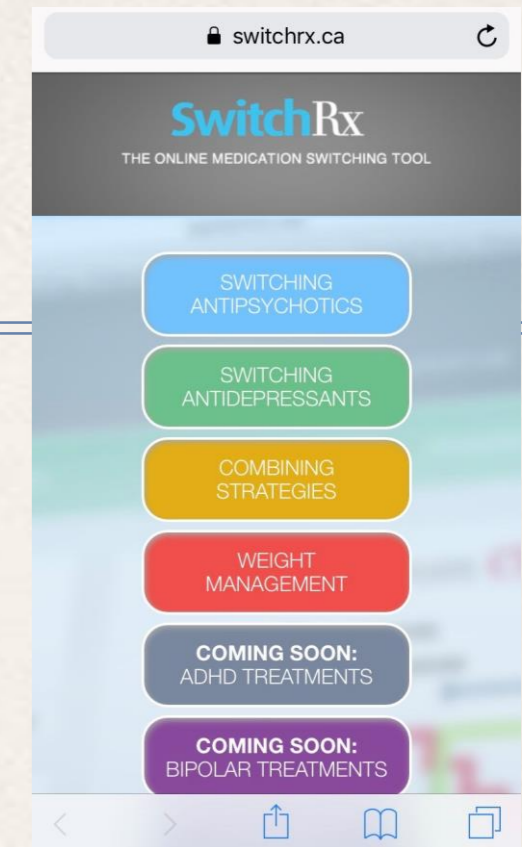 switchrx.ca
SwitchRx
THE ONLINE MEDICATION SWITCHING TOOL
SWITCHING
ANTIPSYCHOTICS
SWITCHING
ANTIDEPRESSANTS
COMBINING
STRATEGIES
WEIGHT
MANAGEMENT
COMING SOON:
ADHD TREATMENTS
COMING SOON:
BIPOLAR TREATMENTS